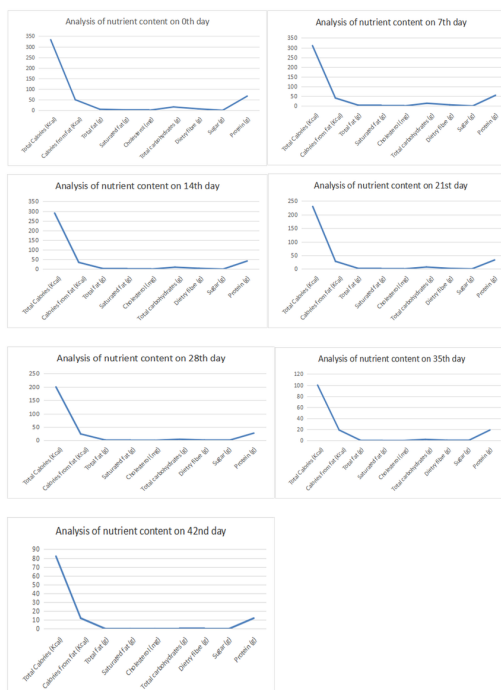 Analysis of nutrient content on 0th day
350
300
250
200
150
100
50
0
Total Calories (Kcal)
Calories from fat (Kcal)
Total fat (g)
Saturated fat (g)
Cholesterol (mg)
Total carbohydrates (g)
Dietry fiber (g)
Sugar (g)
Protein (g)
Analysis of nutrient content on 7th day
350
300
250
200
150
100
50
0
Total Calories (Kcal)
Calories from fat (Kcal)
Total fat (g)
Saturated fat (g)
Cholesterol (mg)
Total carbohydrates (g)
Dietry fiber (g)
Sugar (g)
Protein (g)
Analysis of nutrient content on 14th day
350
300
250
200
150
100
50
0
Total Calories (Kcal)
Calories from fat (Kcal)
Total fat (g)
Saturated fat (g)
Cholesterol (mg)
Total carbohydrates (g)
Dietry fiber (g)
Sugar (g)
Protein (g)
Analysis of nutrient content on 21st day
250
200
150
100
50
0
Total Calories (Kcal)
Calories from fat (Kcal)
Total fat (g)
Saturated fat (g)
Cholesterol (mg)
Total carbohydrates (g)
Dietry fiber (g)
Sugar (g)
Protein (g)
Analysis of nutrient content on 28th day
250
200
150
100
50
0
Total Calories (Kcal)
Calories from fat (Kcal)
Total fat (g)
Saturated fat (g)
Cholesterol (mg)
Total carbohydrates (g)
Dietry fiber (g)
Sugar (g)
Protein (g)
Analysis of nutrient content on 35th day
120
100
80
60
40
20
0
Total Calories (Kcal)
Calories from fat (Kcal)
Total fat (g)
Saturated fat (g)
Cholesterol (mg)
Total carbohydrates (g)
Dietry fiber (g)
Sugar (g)
Protein (g)
Analysis of nutrient content on 42nd day
90
80
70
60
50
40
30
20
10
0
Total Calories (Kcal)
Calories from fat (Kcal)
Total fat (g)
Saturated fat (g)
Cholesterol (mg)
Total carbohydrates (g)
Dietry fiber (g)
Sugar (g)
Protein (g)